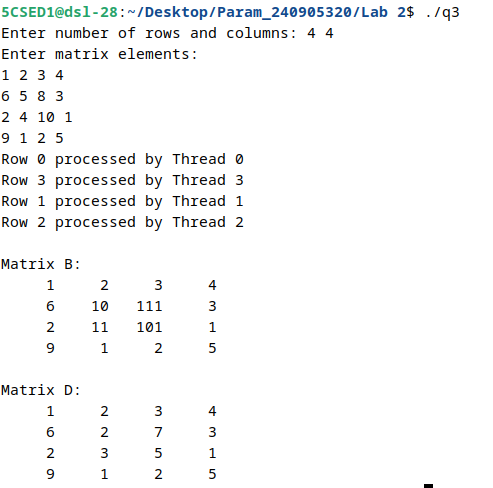 5CSED1@dsl-28:~/Desktop/Param_240905320/Lab 2$ ./q3
Enter number of rows and columns: 4 4
Enter matrix elements:
1 2 3 4
6 5 8 3
2 4 10 1
9 1 2 5
Row 0 processed by Thread 0
Row 3 processed by Thread 3
Row 1 processed by Thread 1
Row 2 processed by Thread 2

Matrix B:
     1     2     3     4
     6    10   111     3
     2    11   101     1
     9     1     2     5

Matrix D:
     1     2     3     4
     6     2     7     3
     2     3     5     1
     9     1     2     5